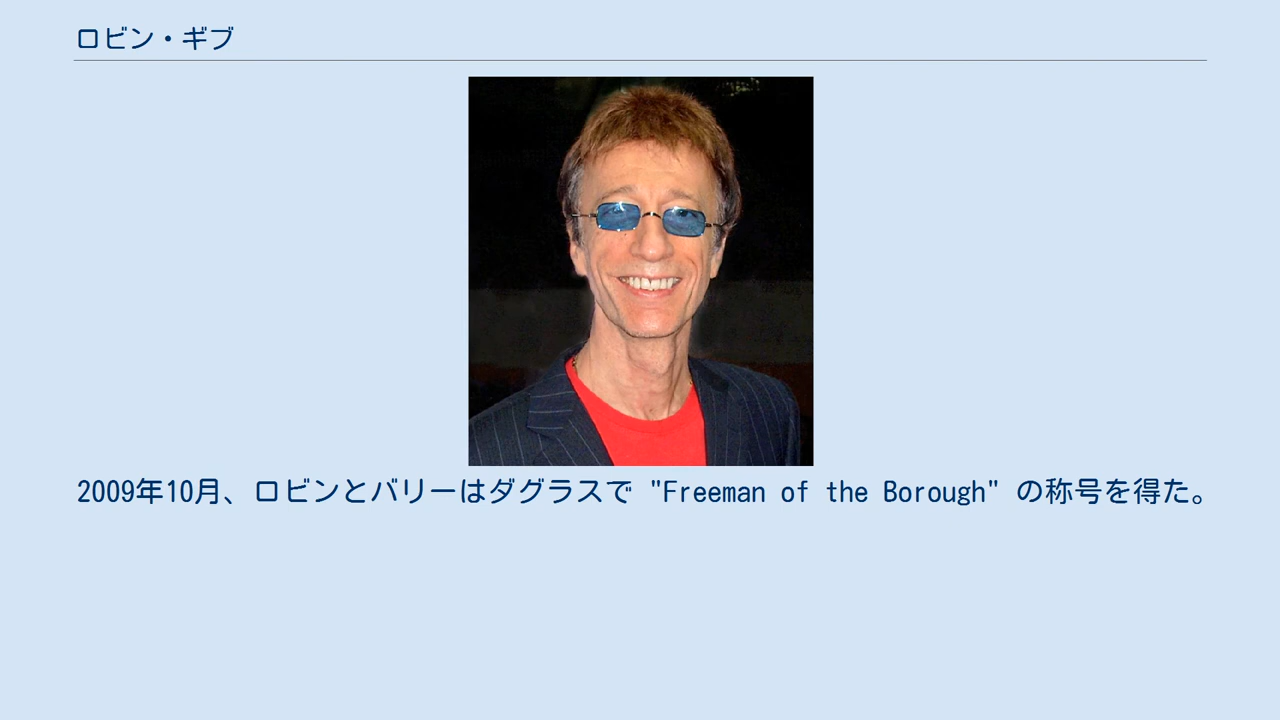 ロビン・ギブ
2009年10月、ロビンとバリーはダグラスで "Freeman of the Borough" の称号を得た。